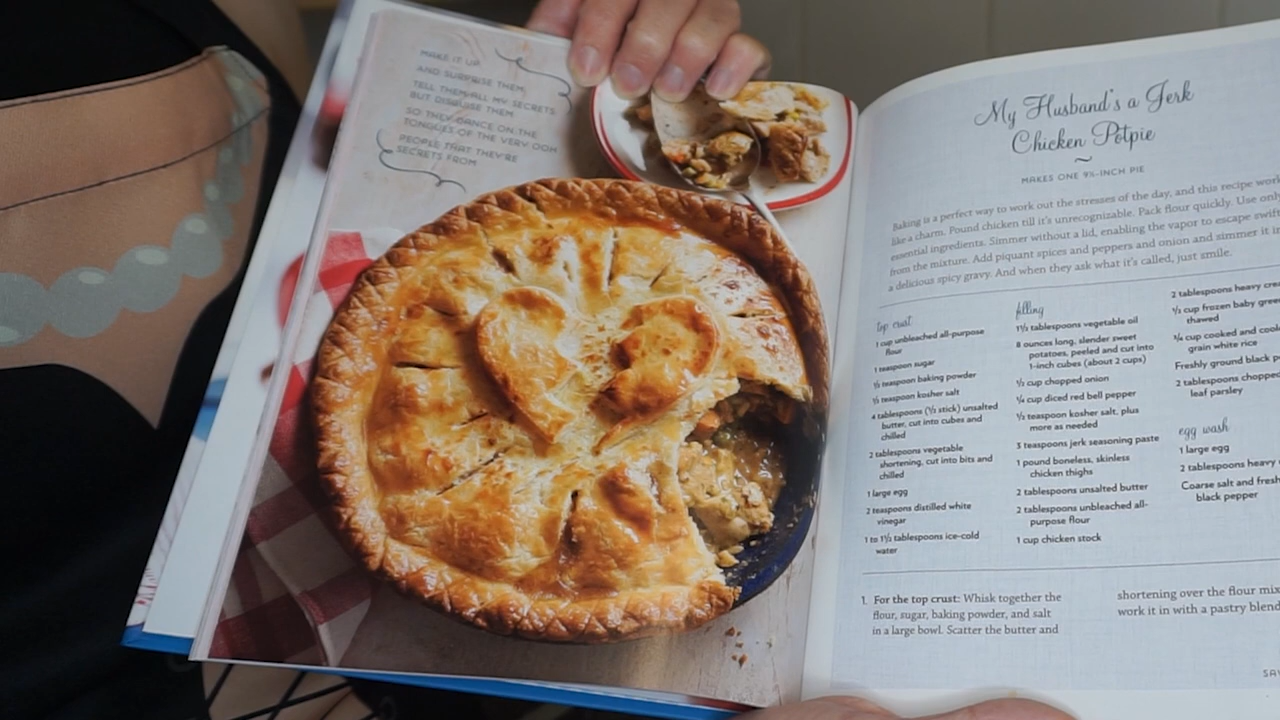 MAKE IT UP
AND SURPRISE THEM
TELL THEM ALL MY SECRETS
BUT DISGUISE THEM
SO THEY DANCE ON THE
TONGUES OF THE VERY OOH
PEOPLE THAT THEY'RE
SECRETS FROM
My Husband's a Jerk
Chicken Potpie
~
MAKES ONE 9½-INCH PIE
Baking is a perfect way to work out the stresses of the day, and this recipe work
like a charm. Pound chicken till it's unrecognizable. Pack flour quickly. Use onl
essential ingredients. Simmer without a lid, enabling the vapor to escape swif
from the mixture. Add piquant spices and peppers and onion and simmer it in
a delicious spicy gravy. And when they ask what it's called, just smile.
top crust
1 cup unbleached all-purpose
flour
1 teaspoon sugar
teaspoon baking powder
teaspoon kosher salt
4 tablespoons (½ stick) unsalted
butter, cut into cubes and
chilled
2 tablespoons vegetable
shortening, cut into bits and
chilled
1 large egg
2 teaspoons distilled white
vinegar
1 to 1½ tablespoons ice-cold
water
filling
1½ tablespoons vegetable oil
8 ounces long, slender sweet
potatoes, peeled and cut into
1-inch cubes (about 2 cups)
⅓ cup chopped onion
¼ cup diced red bell pepper
½ teaspoon kosher salt, plus
more as needed
3 teaspoons jerk seasoning paste
1 pound boneless, skinless
chicken thighs
2 tablespoons unsalted butter
2 tablespoons unbleached all-
purpose flour
1 cup chicken stock
2 tablespoons heavy cre
⅓ cup frozen baby gree
thawed
¾ cup cooked and cool
grain white rice
Freshly ground black p
2 tablespoons chopped
leaf parsley
egg wash
1 large egg
2 tablespoons heavy
Coarse salt and fresh
black pepper
1. For the top crust: Whisk together the
flour, sugar, baking powder, and salt
in a large bowl. Scatter the butter and
shortening over the flour mix
work it in with a pastry blend
SA